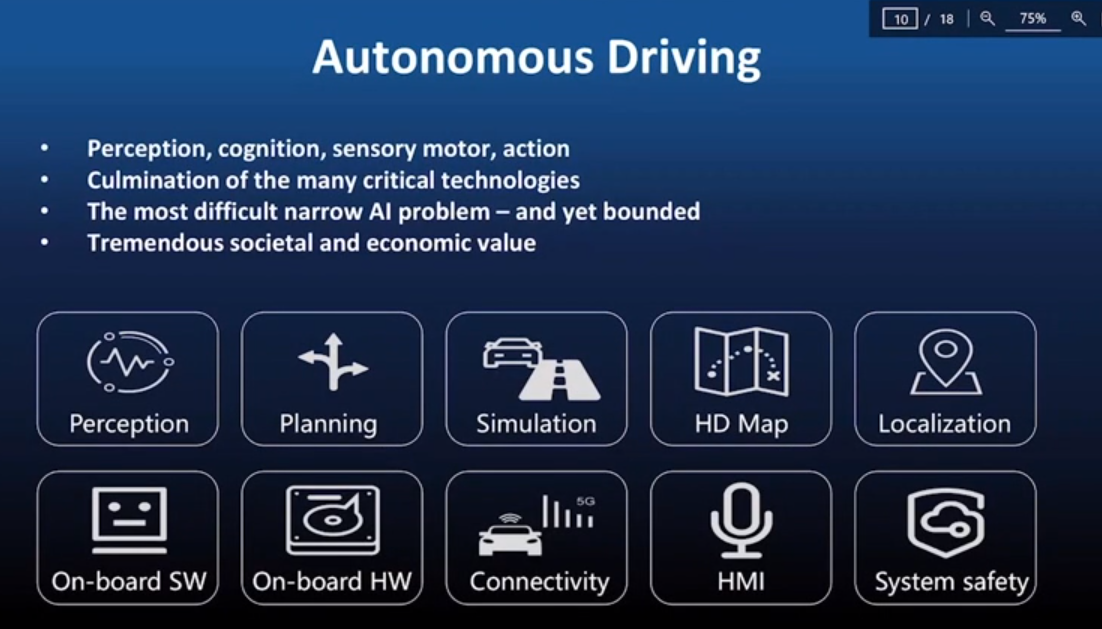 10 / 18 75%
Autonomous Driving
• Perception, cognition, sensory motor, action
• Culmination of the many critical technologies
• The most difficult narrow AI problem – and yet bounded
• Tremendous societal and economic value
Perception Planning Simulation HD Map Localization
5G
On-board SW On-board HW Connectivity HMI System safety